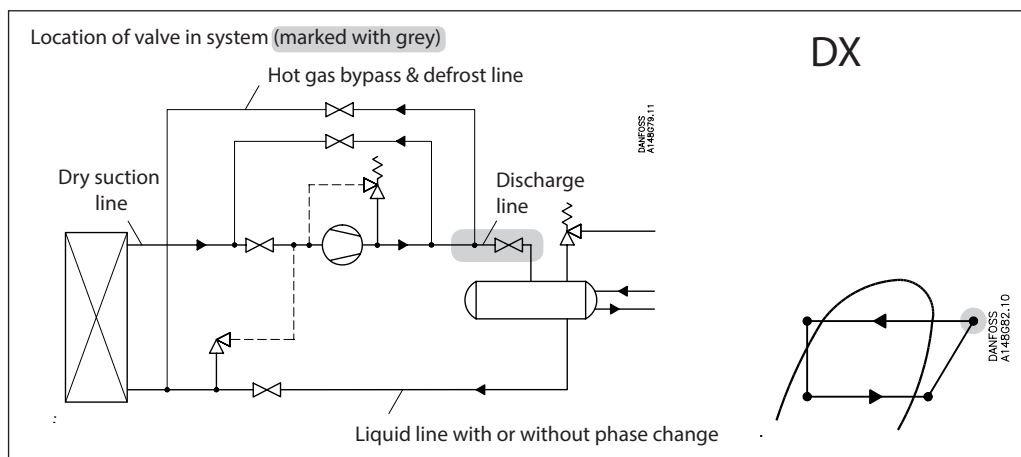 Location of valve in system (marked with grey)
DX
Hot gas bypass & defrost line
DANFOSS
A148G79.11
Dry suction
line
Discharge
line
DANFOSS
A148G82.10
Liquid line with or without phase change